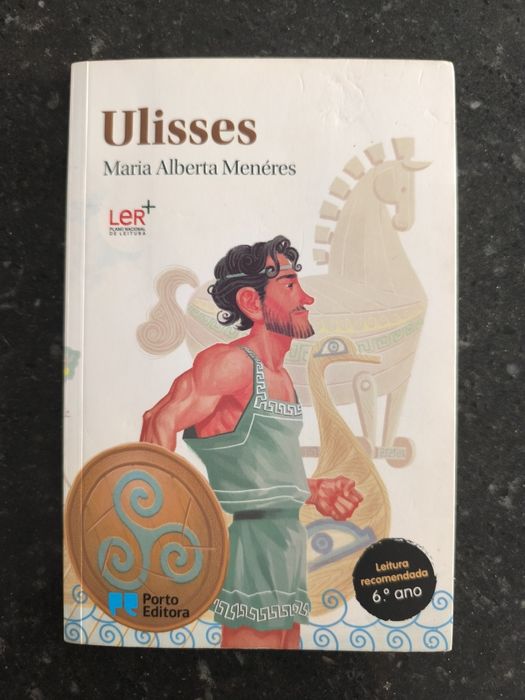 Ulisses
Maria Alberta Menéres
LeR+
PLANO NACIONAL
DE LEITURA
Leitura
recomendada
6.º ano
Porto
Editora